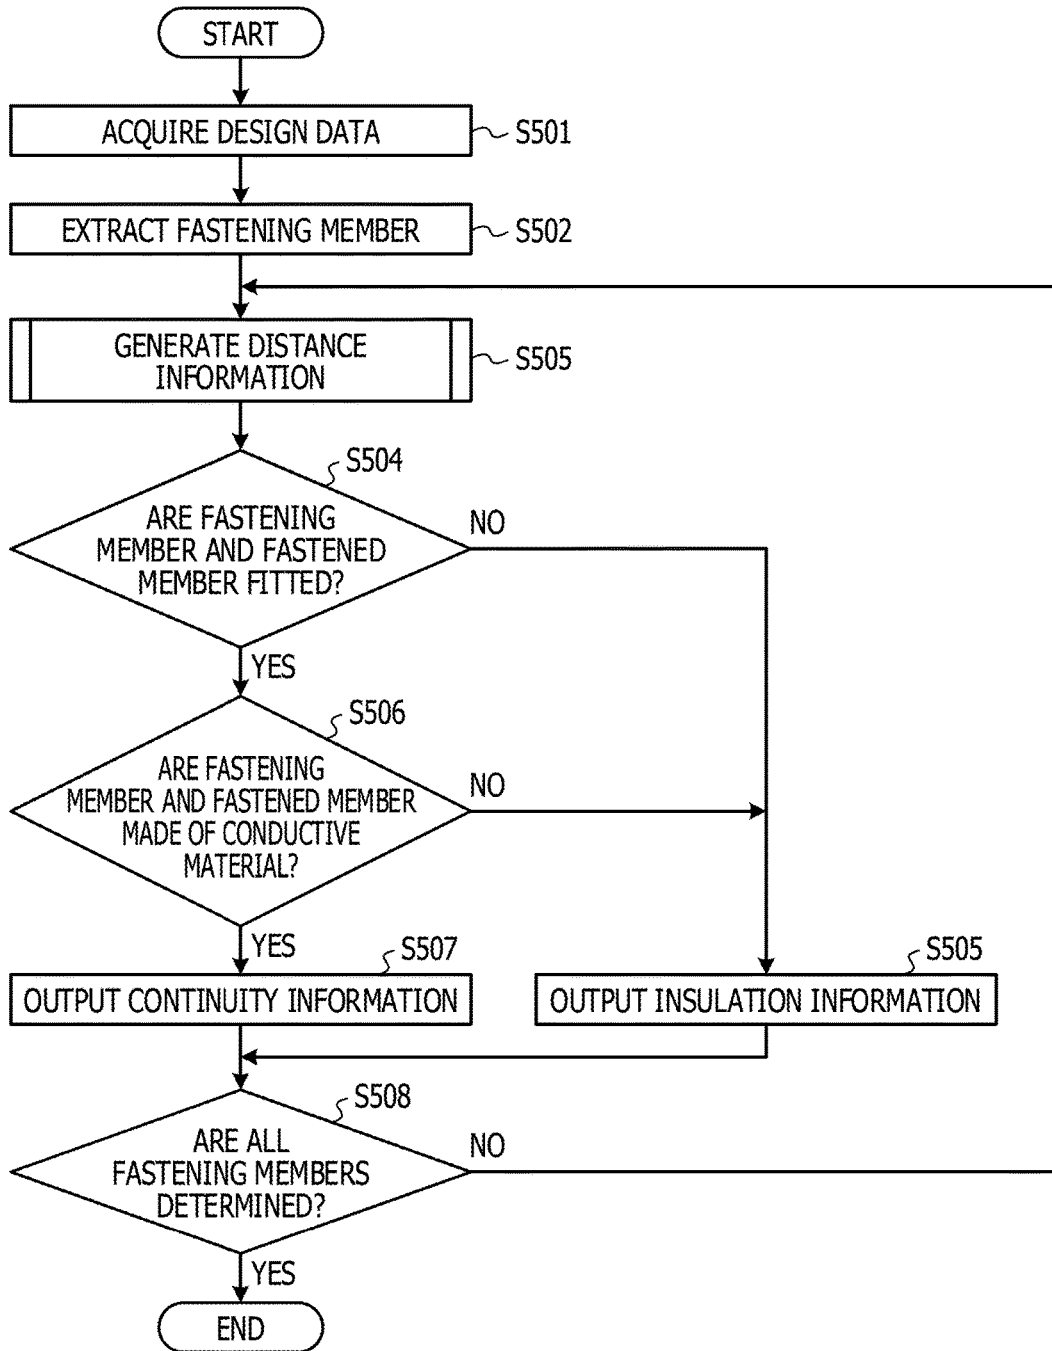 START
ACQUIRE DESIGN DATA
S501
EXTRACT FASTENING MEMBER
S502
GENERATE DISTANCE
INFORMATION
S505
S504
ARE FASTENING
MEMBER AND FASTENED
MEMBER FITTED?
NO
YES
S506
ARE FASTENING
MEMBER AND FASTENED MEMBER
MADE OF CONDUCTIVE
MATERIAL?
NO
YES
S507
OUTPUT CONTINUITY INFORMATION
S505
OUTPUT INSULATION INFORMATION
S508
ARE ALL
FASTENING MEMBERS
DETERMINED?
NO
YES
END